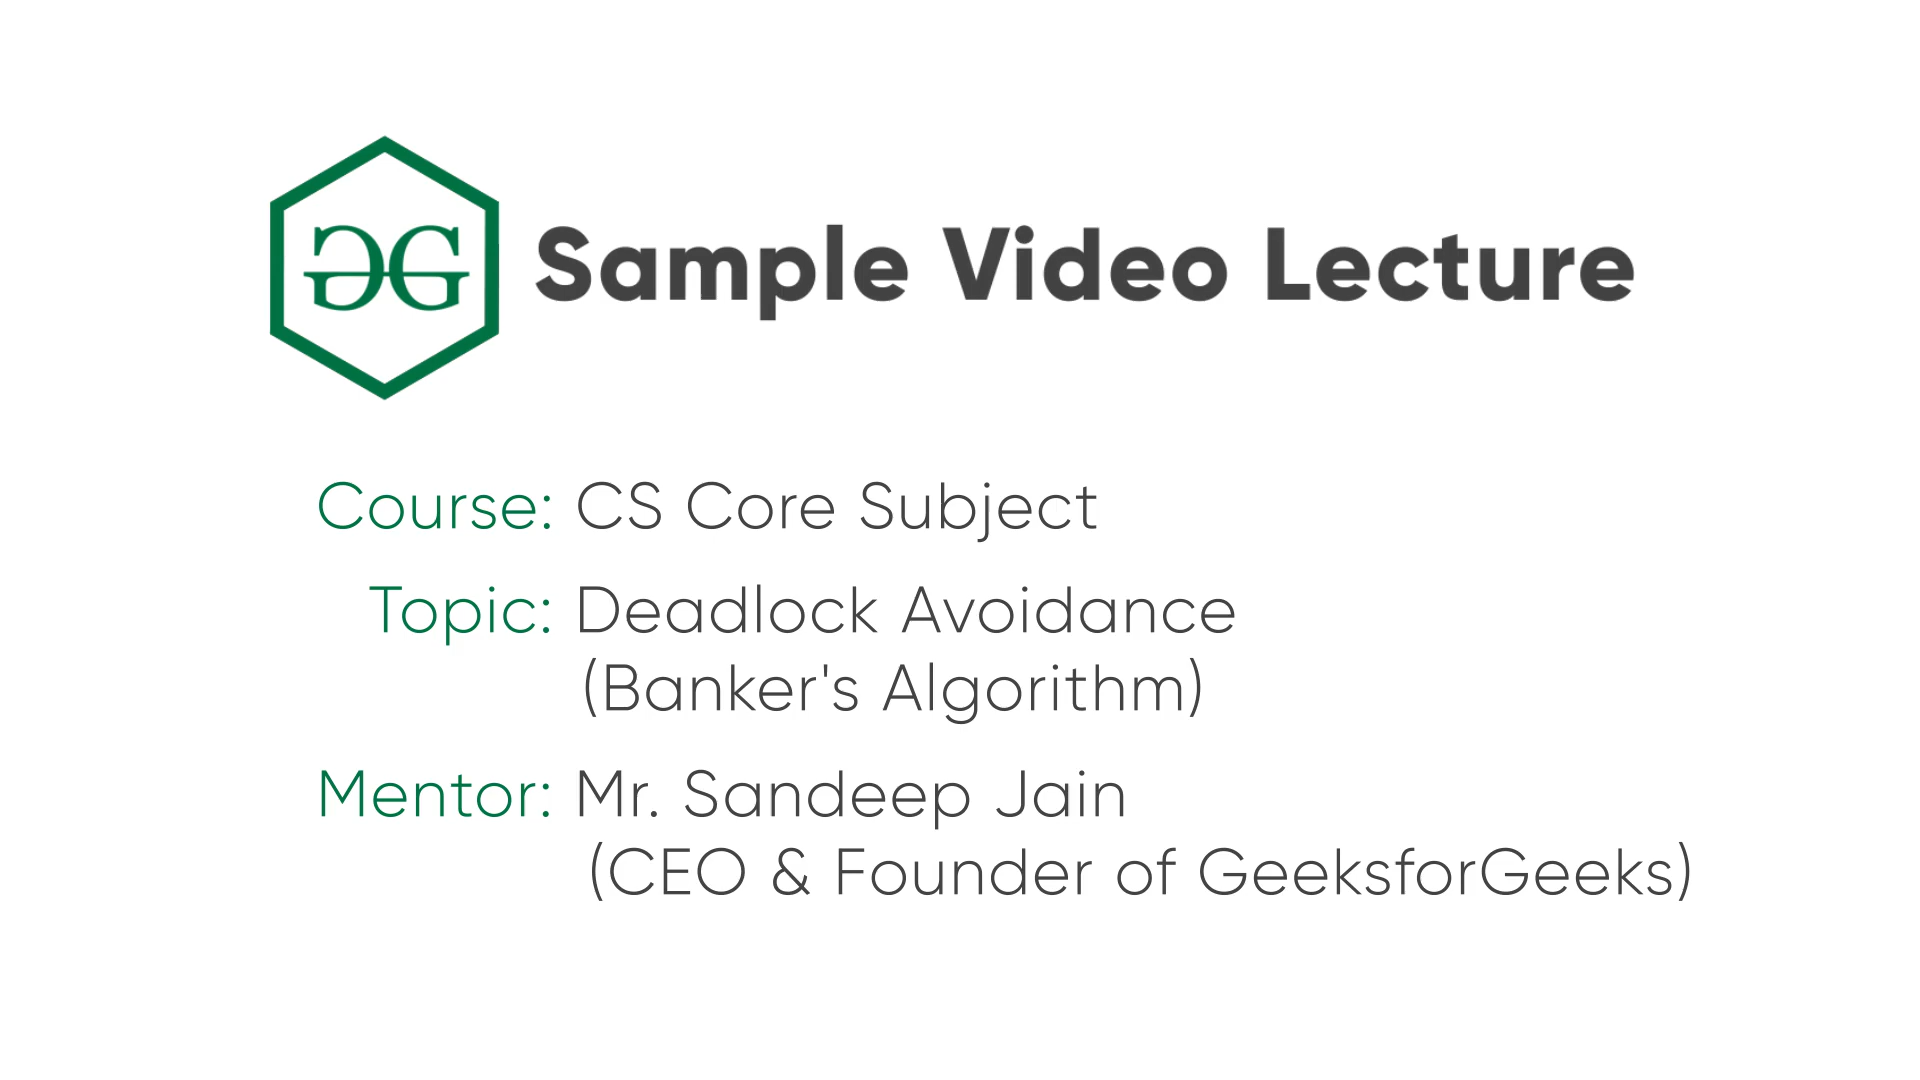 Sample Video Lecture
Course: CS Core Subject
Topic: Deadlock Avoidance
(Banker's Algorithm)
Mentor: Mr. Sandeep Jain
(CEO & Founder of GeeksforGeeks)